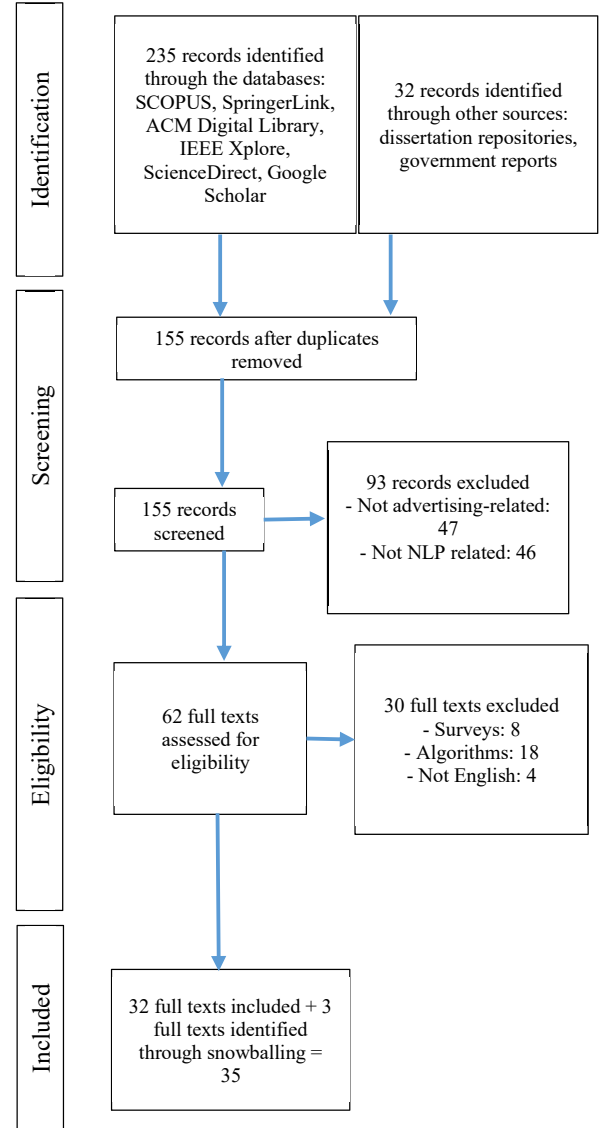 Identification
235 records identified
through the databases:
SCOPUS, SpringerLink,
ACM Digital Library,
IEEE Xplore,
ScienceDirect, Google
Scholar
32 records identified
through other sources:
dissertation repositories,
government reports
Screening
155 records after duplicates
removed
155 records
screened
93 records excluded
- Not advertising-related:
47
- Not NLP related: 46
Eligibility
62 full texts
assessed for
eligibility
30 full texts excluded
- Surveys: 8
- Algorithms: 18
- Not English: 4
Included
32 full texts included + 3
full texts identified
through snowballing =
35